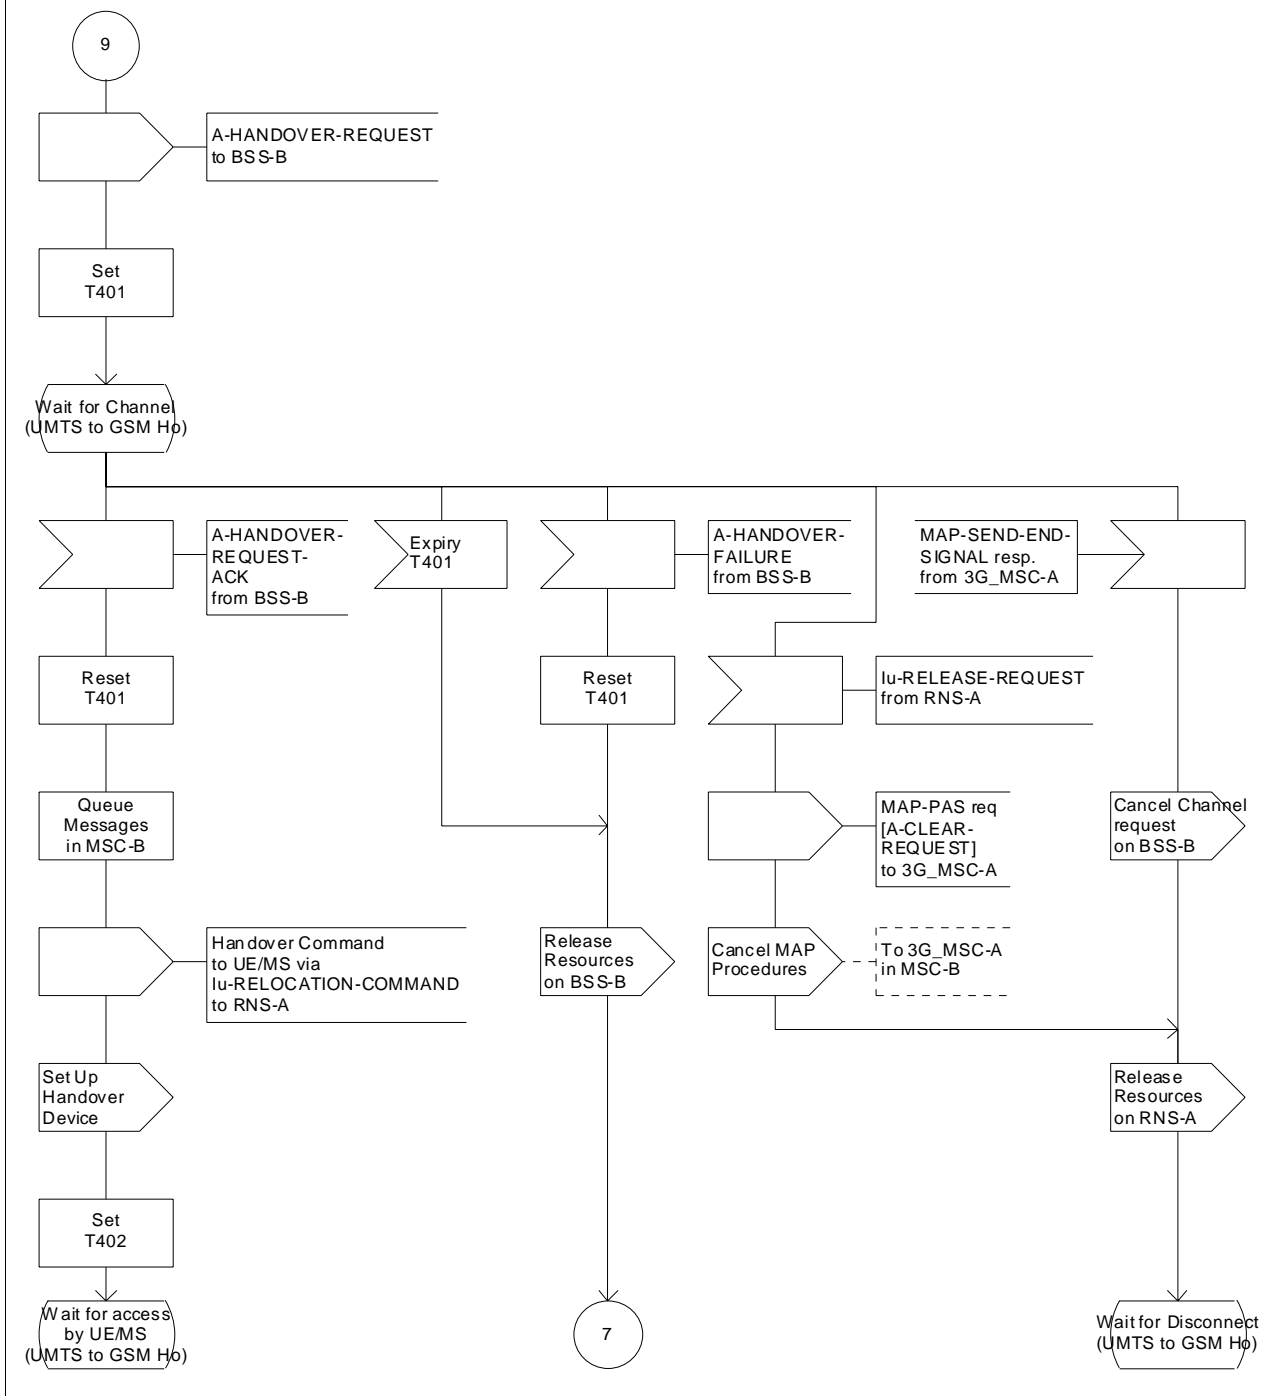 9
A-HANDOVER-REQUEST
to BSS-B
Set
T401
Wait for Channel
(UMTS to GSM Ho)
A-HANDOVER-
REQUEST-
ACK
from BSS-B
Expiry
T401
A-HANDOVER-
FAILURE
from BSS-B
MAP-SEND-END-
SIGNAL resp.
from 3G_MSC-A
Reset
T401
Reset
T401
Iu-RELEASE-REQUEST
from RNS-A
Queue
Messages
in MSC-B
MAP-PAS req
[A-CLEAR-
REQUEST]
to 3G_MSC-A
Cancel Channel
request
on BSS-B
Handover Command
to UE/MS via
Iu-RELOCATION-COMMAND
to RNS-A
Release
Resources
on BSS-B
Cancel MAP
Procedures
To 3G_MSC-A
in MSC-B
Set Up
Handover
Device
Release
Resources
on RNS-A
Set
T402
Wait for access
by UE/MS
(UMTS to GSM Ho)
7
Wait for Disconnect
(UMTS to GSM Ho)